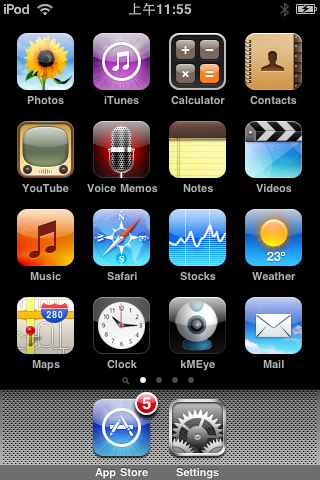 iPod 上午11:55
Photos iTunes Calculator Contacts
YouTube Voice Memos Notes Videos
23°
Music Safari Stocks Weather
280
Maps Clock kMEye Mail
5
App Store Settings